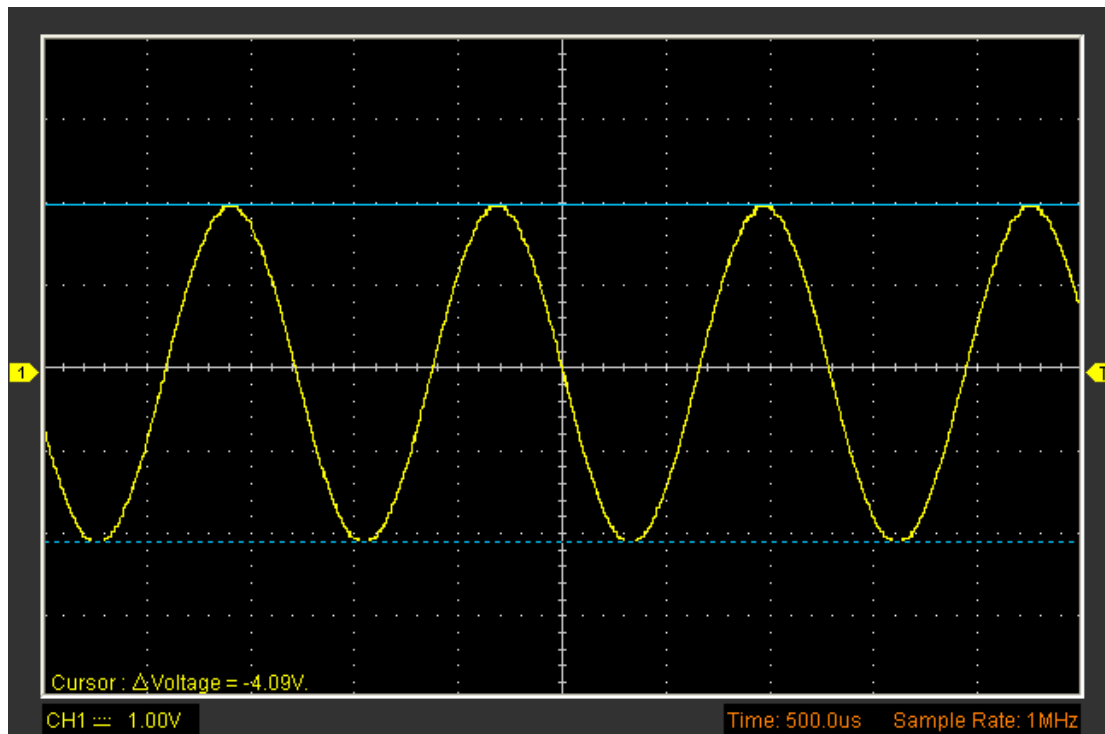 1
T
Cursor : △Voltage = -4.09V.
CH1 1.00V
Time: 500.0us Sample Rate: 1MHz